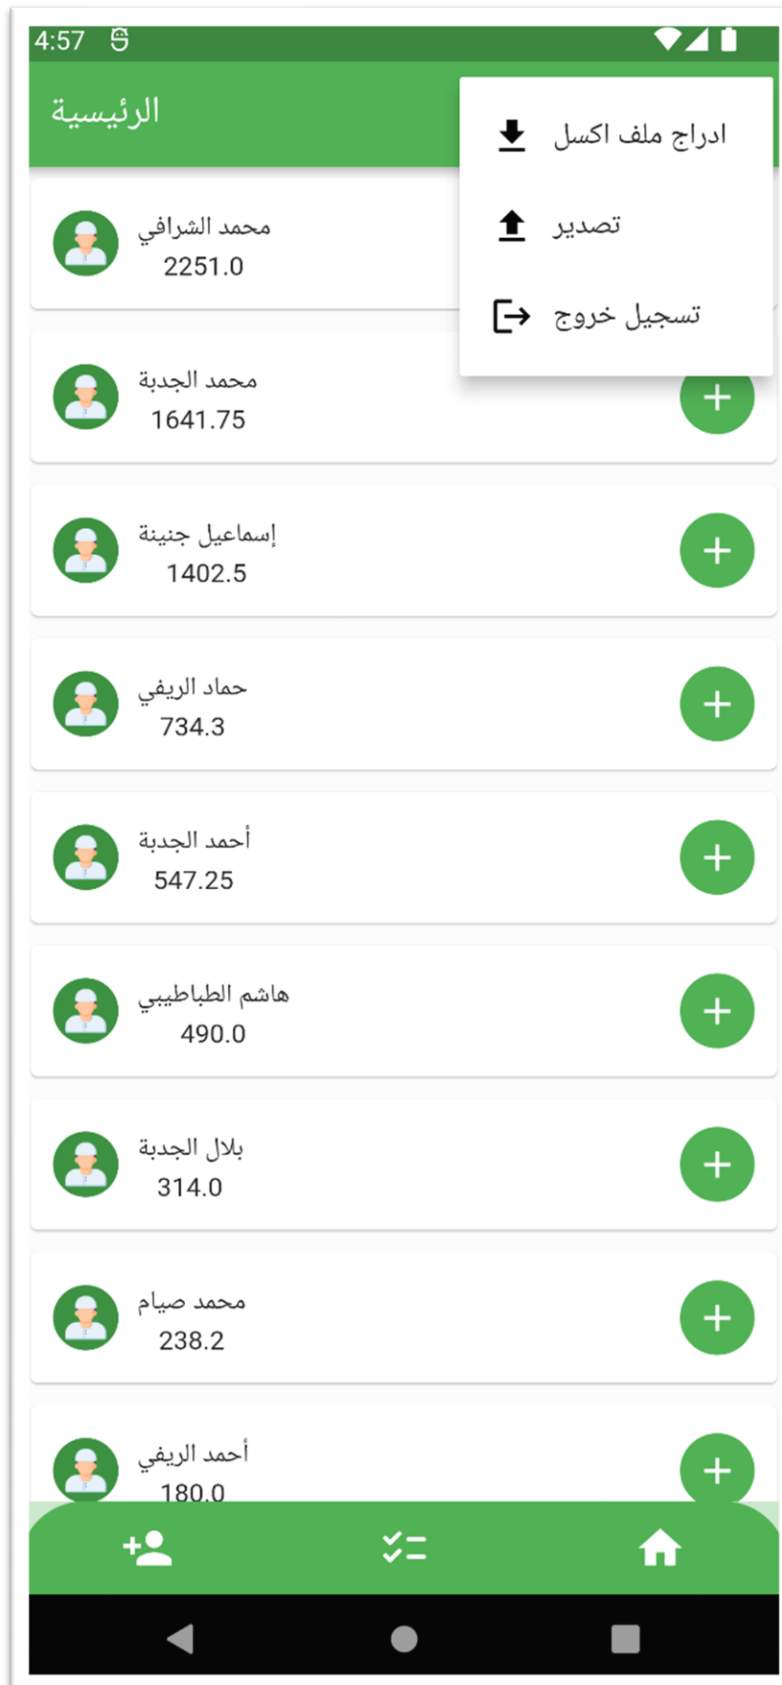 4:57
الرئيسية
ادراج ملف اكسل
تصدير
تسجيل خروج
محمد الشرافي
2251.0
محمد الجدبة
1641.75
إسماعيل جنينة
1402.5
حماد الريفي
734.3
أحمد الجدبة
547.25
هاشم الطباطيبي
490.0
بلال الجدبة
314.0
محمد صيام
238.2
أحمد الريفي
180.0